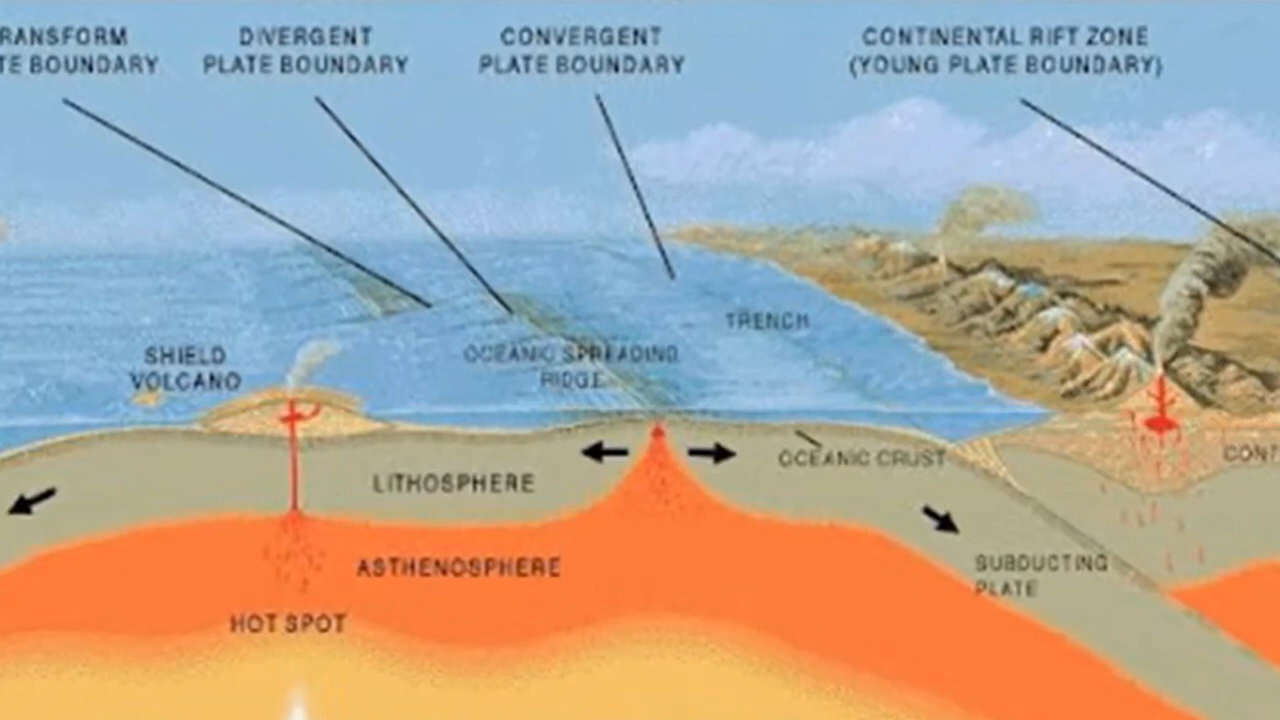 RANSFORM
TE BOUNDARY
DIVERGENT
PLATE BOUNDARY
CONVERGENT
PLATE BOUNDARY
CONTINENTAL RIFT ZONE
(YOUNG PLATE BOUNDARY)
TRENCH
SHIELD
VOLCANO
OCEANIC SPREADING
RIDGE
LITHOSPHERE
OCEANIC CRUST
CONT
ASTHENOSPHERE
SUBDUCTING
PLATE
HOT SPOT